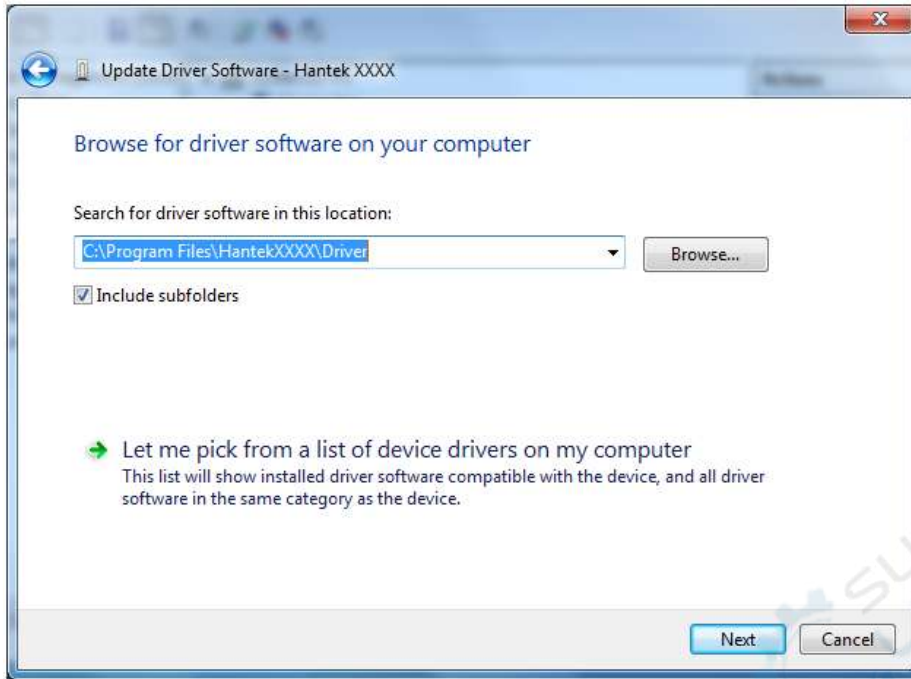 Update Driver Software - Hantek XXXX
Browse for driver software on your computer
Search for driver software in this location:
C:\Program Files\HantekXXXX\Driver
Browse...
Include subfolders
Let me pick from a list of device drivers on my computer
This list will show installed driver software compatible with the device, and all driver
software in the same category as the device.
Next
Cancel